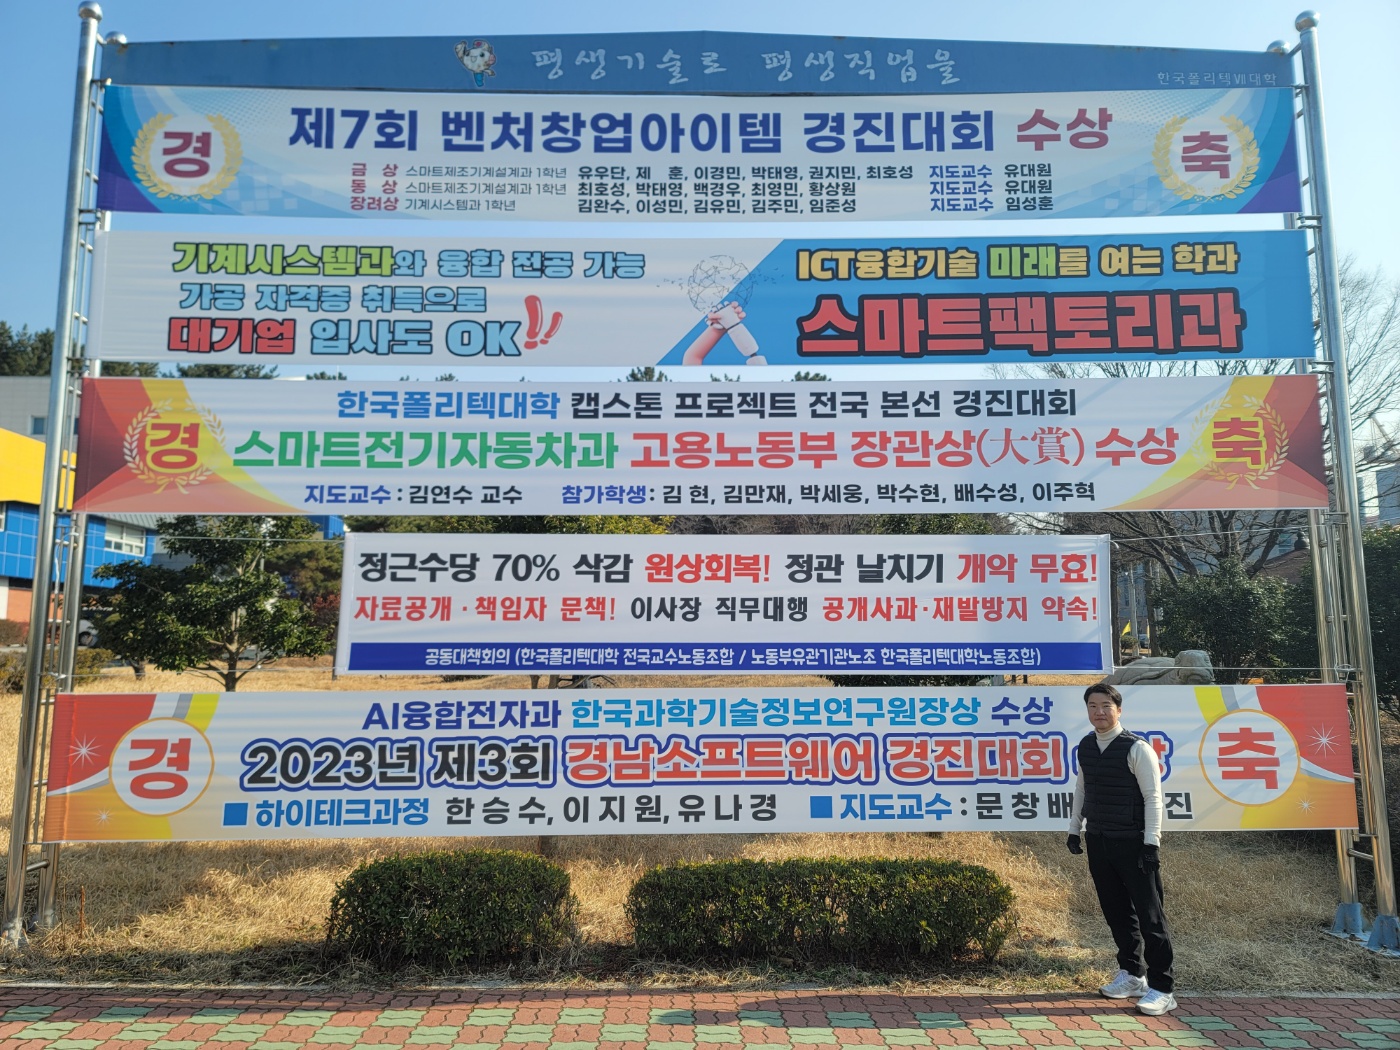 평생기술로 평생직업을
한국폴리텍Ⅶ대학
경 축
제7회 벤처창업아이템 경진대회 수상
금 상 스마트제조기계설계과 1학년 유우단, 제 훈, 이경민, 박태영, 권지민, 최호성 지도교수 유대원
동 상 스마트제조기계설계과 1학년 최호성, 박태영, 백경우, 최영민, 황상원 지도교수 유대원
장려상 기계시스템과 1학년 김완수, 이성민, 김유민, 김주민, 임준성 지도교수 임성훈
기계시스템과와 융합 전공 가능
가공 자격증 취득으로
대기업 입사도 OK!!
ICT융합기술 미래를 여는 학과
스마트팩토리과
경 축
한국폴리텍대학 캡스톤 프로젝트 전국 본선 경진대회
스마트전기자동차과 고용노동부 장관상(大賞) 수상
지도교수 : 김연수 교수 참가학생 : 김 현, 김만재, 박세웅, 박수현, 배수성, 이주혁
정근수당 70% 삭감 원상회복! 정관 날치기 개악 무효!
자료공개 · 책임자 문책! 이사장 직무대행 공개사과 · 재발방지 약속!
공동대책회의 (한국폴리텍대학 전국교수노동조합 / 노동부유관기관노조 한국폴리텍대학노동조합)
경 축
AI융합전자과 한국과학기술정보연구원장상 수상
2023년 제3회 경남소프트웨어 경진대회
■ 하이테크과정 한 승 수, 이 지 원, 유 나 경 ■ 지도교수 : 문 창 배 진